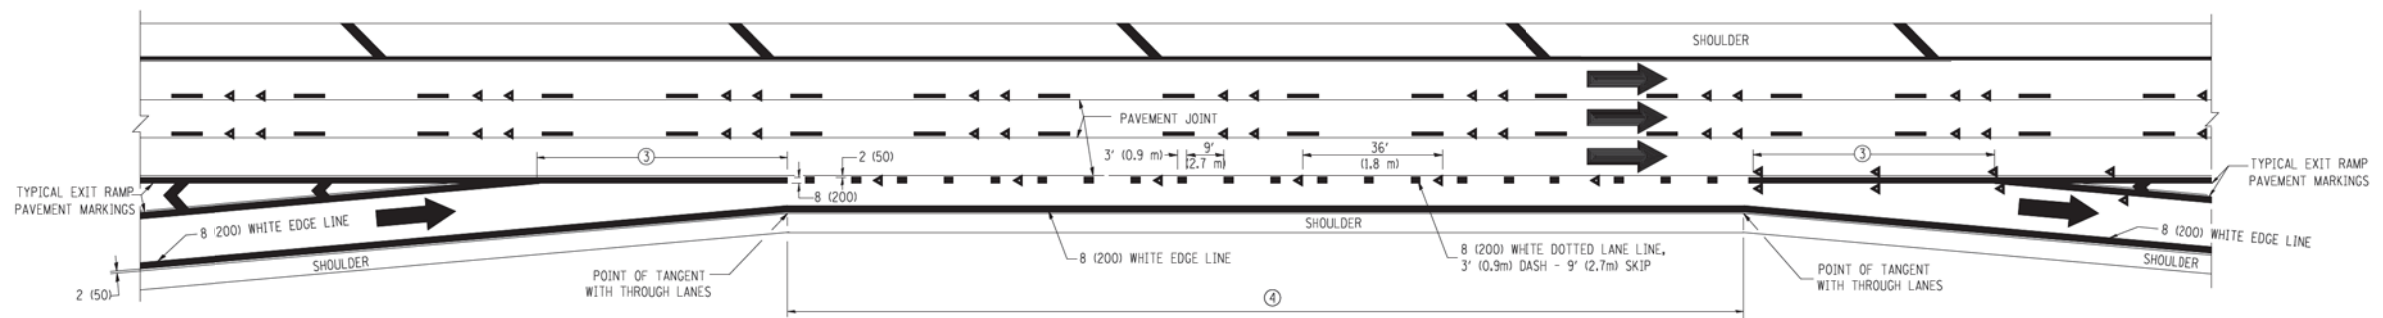 SHOULDER
PAVEMENT JOINT
3
2 (50)
3' (0.9 m)
9'
(2.7 m)
36'
(1.8 m)
3
TYPICAL EXIT RAMP
PAVEMENT MARKINGS
TYPICAL EXIT RAMP
PAVEMENT MARKINGS
8 (200)
8 (200) WHITE EDGE LINE
SHOULDER
8 (200) WHITE EDGE LINE
SHOULDER
2 (50)
POINT OF TANGENT
WITH THROUGH LANES
8 (200) WHITE EDGE LINE
8 (200) WHITE DOTTED LANE LINE,
3' (0.9m) DASH - 9' (2.7m) SKIP
POINT OF TANGENT
WITH THROUGH LANES
SHOULDER
4